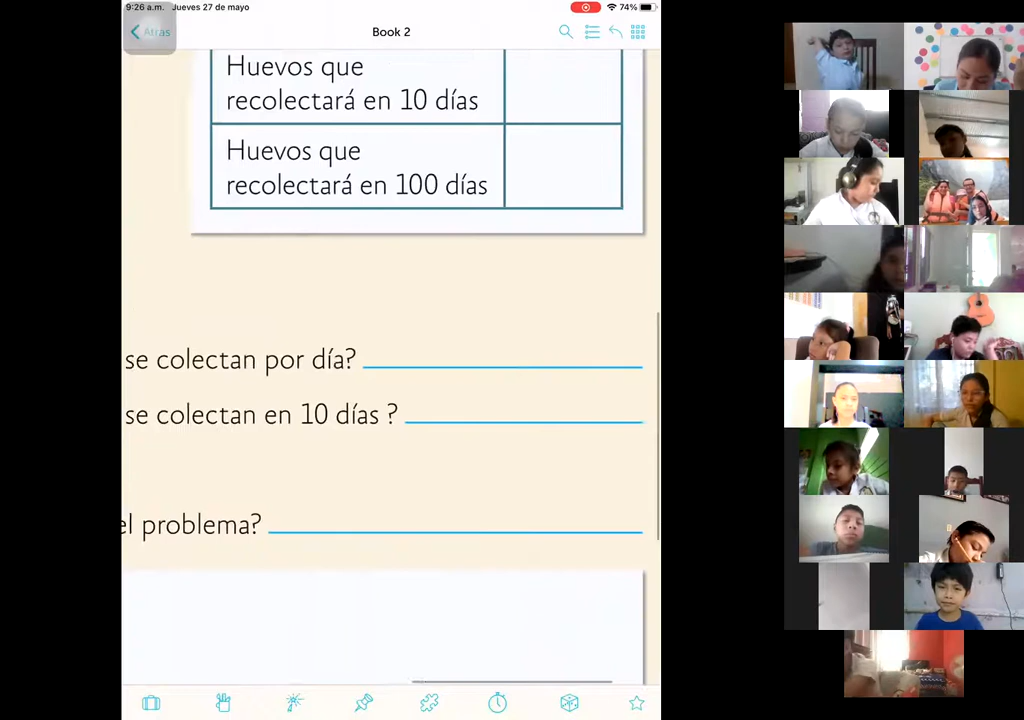 9:26 a.m. Jueves 27 de mayo
74%
Atrás
Book 2
Huevos que
recolectará en 10 días
Huevos que
recolectará en 100 días
se colectan por día?
se colectan en 10 días ?
el problema?